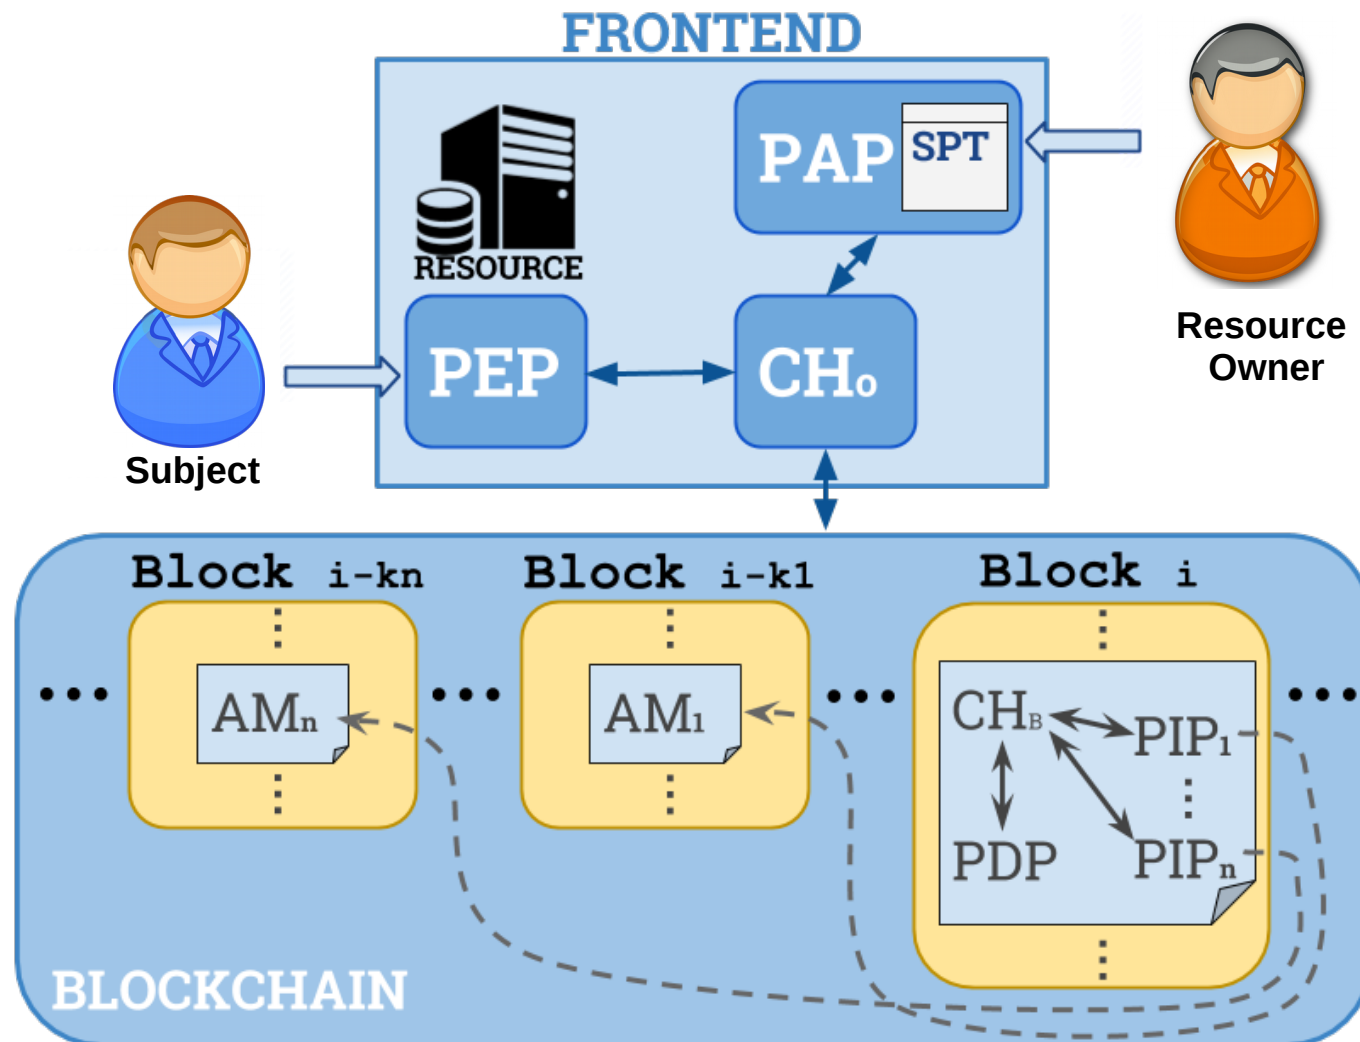 FRONTEND
PAP
SPT
RESOURCE
PEP
CHo
Resource
Owner
Subject
Block i-kn
Block i-k1
Block i
AMn
AM1
CHB
PIP1
PDP
PIPn
BLOCKCHAIN